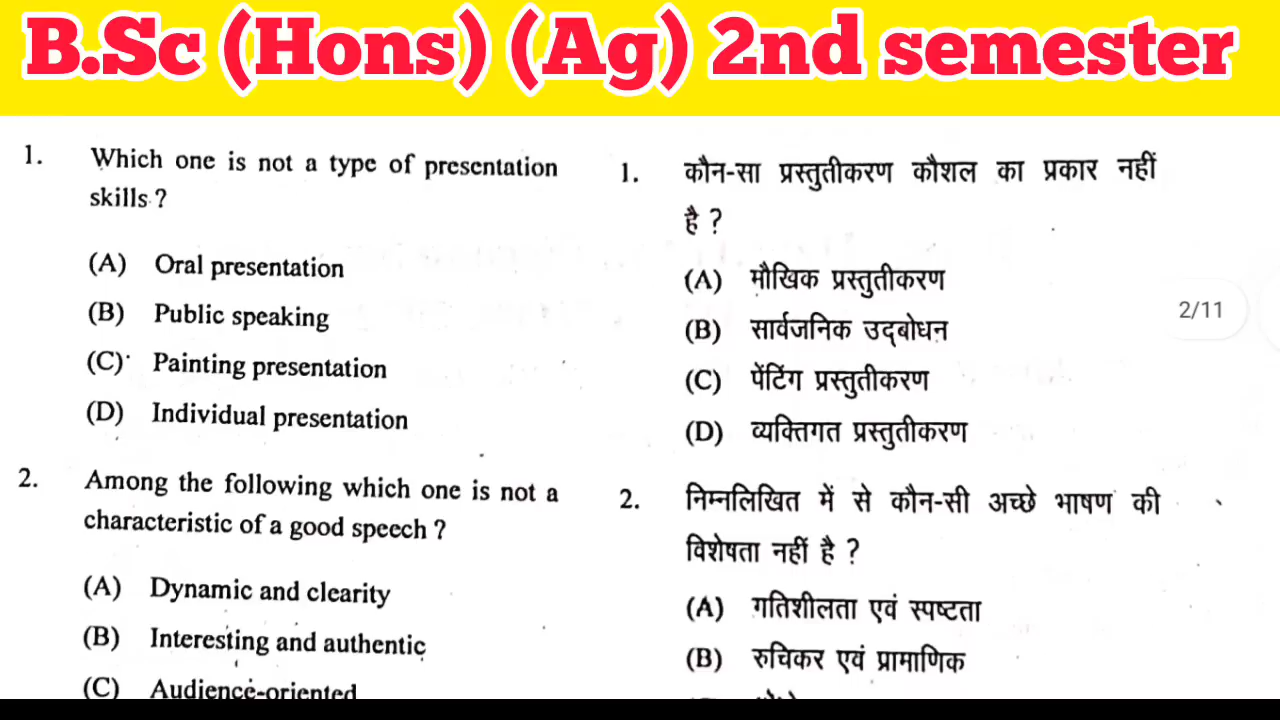 B.Sc (Hons) (Ag) 2nd semester
1. Which one is not a type of presentation
skills ?
(A) Oral presentation
(B) Public speaking
(C) Painting presentation
(D) Individual presentation
2. Among the following which one is not a
characteristic of a good speech ?
(A) Dynamic and clearity
(B) Interesting and authentic
(C) Audience-oriented
1. कौन-सा प्रस्तुतीकरण कौशल का प्रकार नहीं
है ?
(A) मौखिक प्रस्तुतीकरण
(B) सार्वजनिक उद्बोधन
(C) पेंटिंग प्रस्तुतीकरण
(D) व्यक्तिगत प्रस्तुतीकरण
2. निम्नलिखित में से कौन-सी अच्छे भाषण की
विशेषता नहीं है ?
(A) गतिशीलता एवं स्पष्टता
(B) रुचिकर एवं प्रामाणिक
2/11